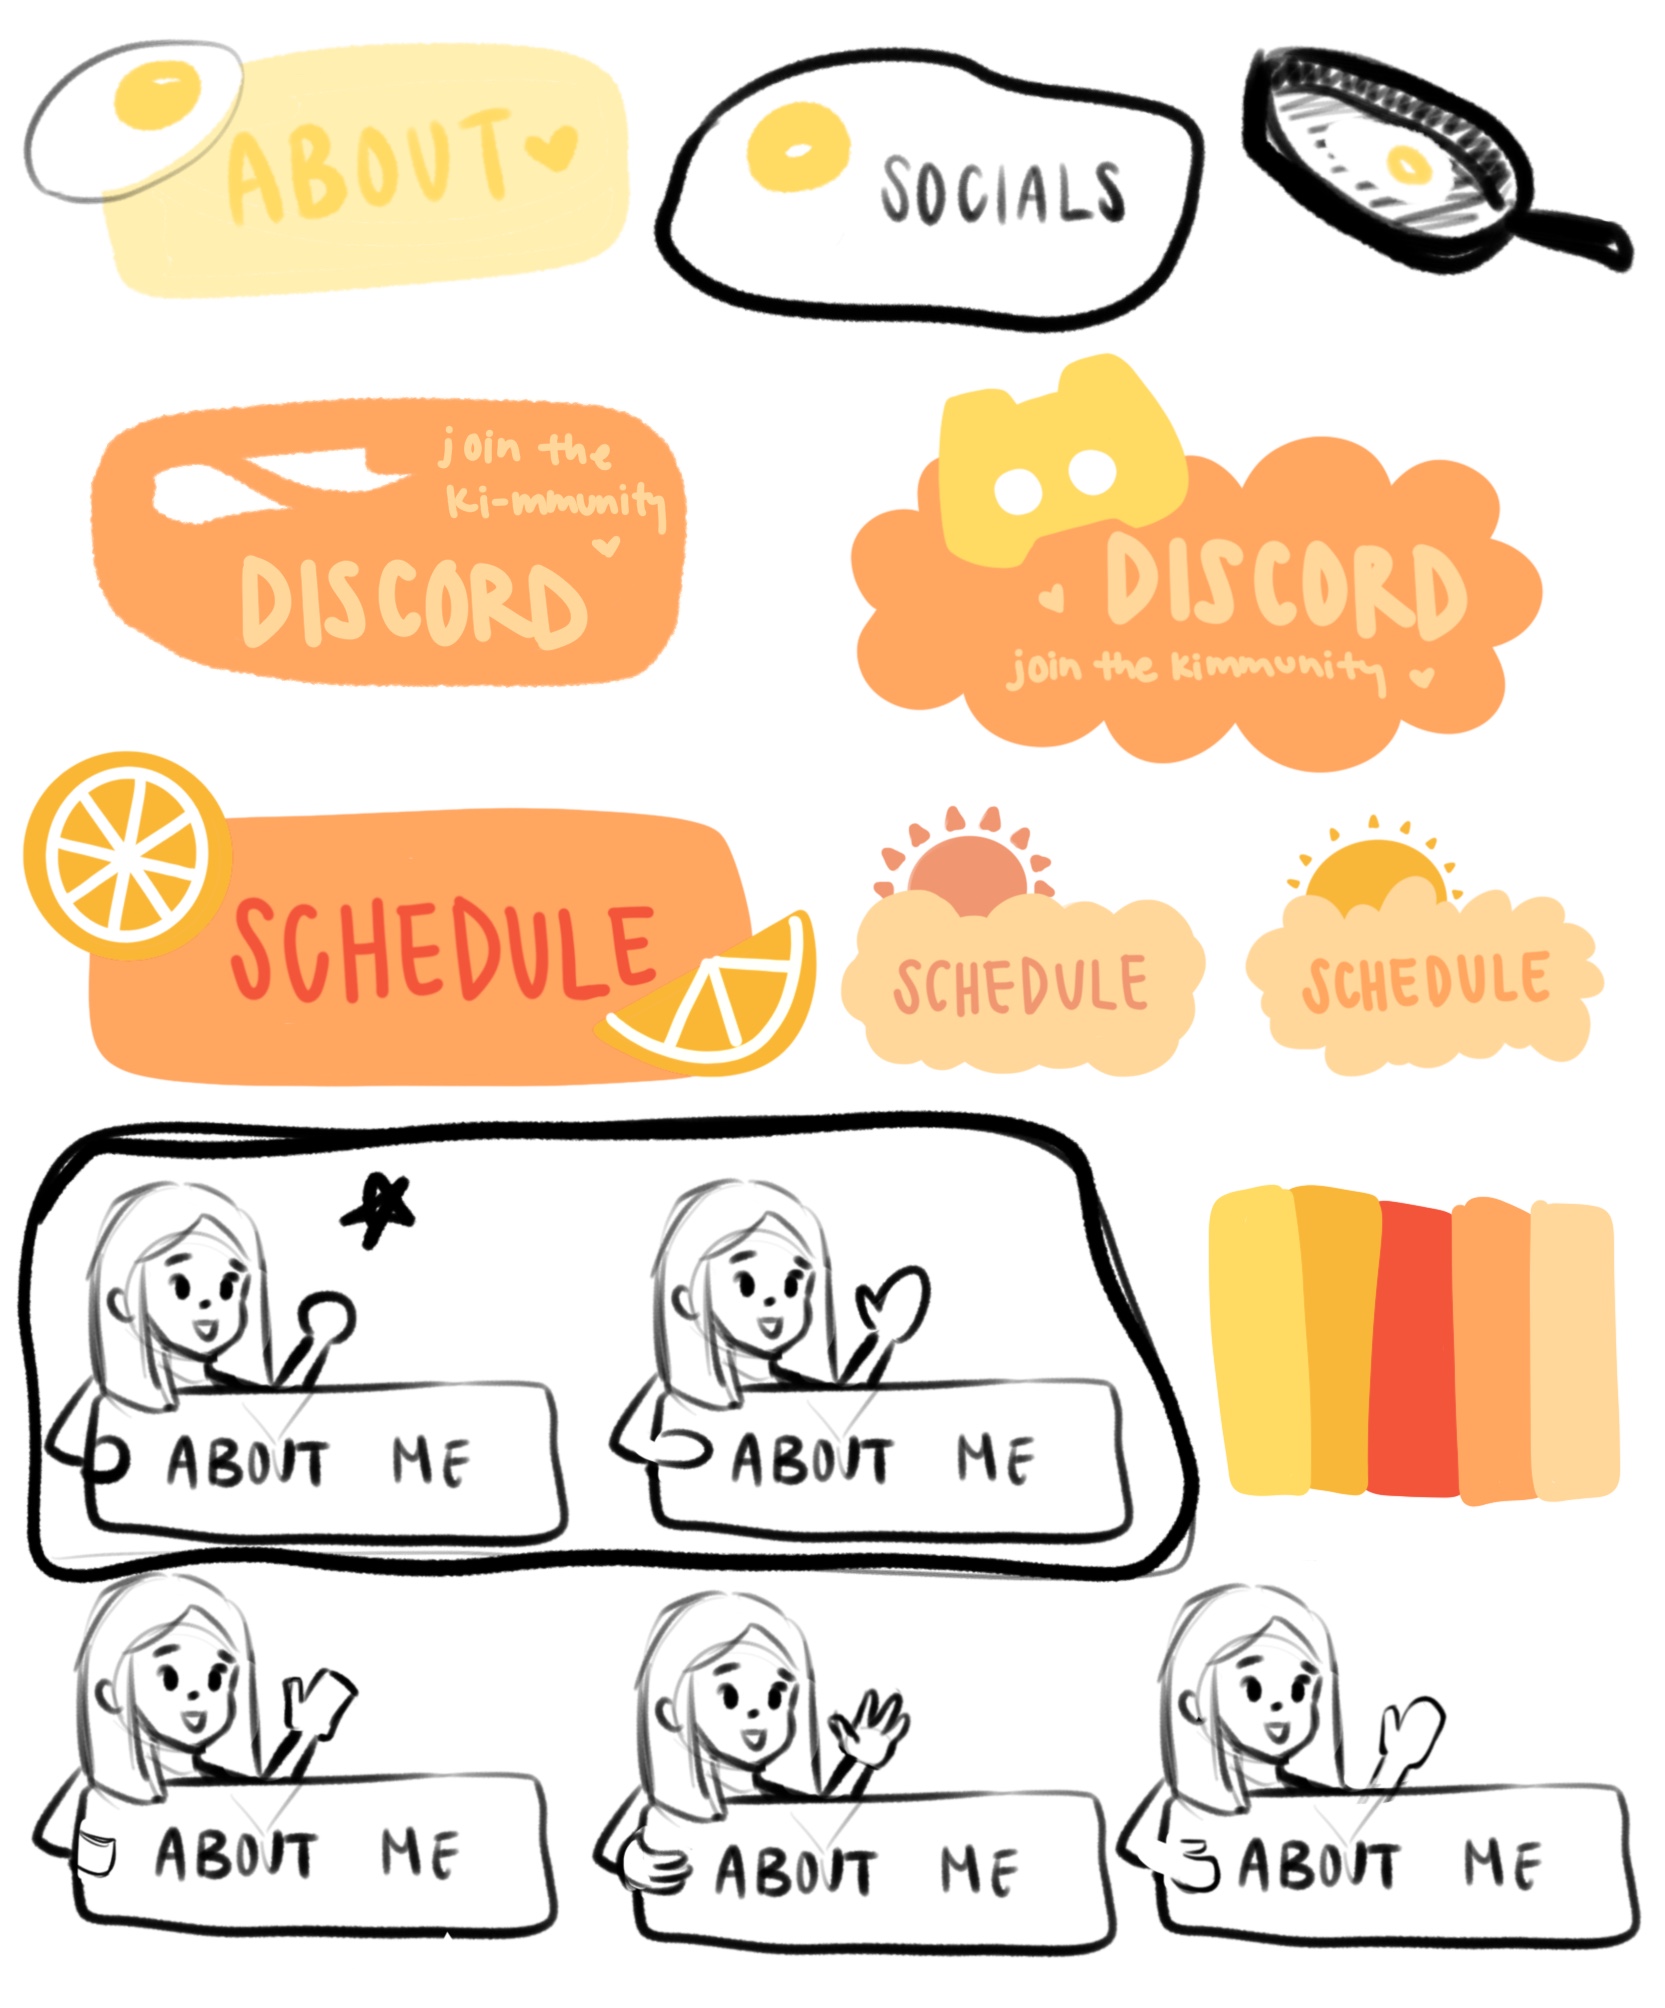 ABOUT
SOCIALS
join the
ki-mmunity
DISCORD
DISCORD
join the kimmunity
SCHEDULE
SCHEDULE
SCHEDULE
ABOUT ME
ABOUT ME
ABOUT ME
ABOUT ME
ABOUT ME